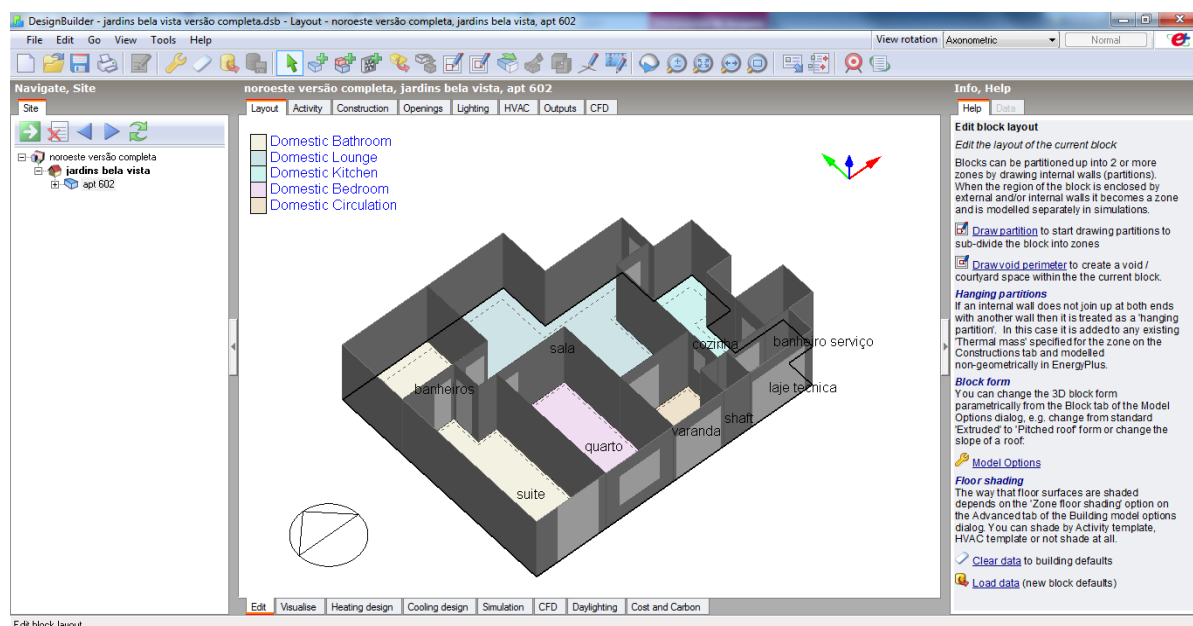 DesignBuilder - jardins bela vista versão completa.dsb - Layout - noroeste versão completa, jardins bela vista, apt 602
File Edit Go View Tools Help
View rotation Axonometric Normal
Navigate, Site
Site
noroeste versão completa
jardins bela vista
apt 602
noroeste versão completa, jardins bela vista, apt 602
Layout Activity Construction Openings Lighting HVAC Outputs CFD
Domestic Bathroom
Domestic Lounge
Domestic Kitchen
Domestic Bedroom
Domestic Circulation
sala
cozinha
banheiro serviço
banheiros
laje tecnica
shaft
varanda
quarto
suite
Edit Visualise Heating design Cooling design Simulation CFD Daylighting Cost and Carbon
Info, Help
Help Data
Edit block layout
Edit the layout of the current block
Blocks can be partitioned up into 2 or more
zones by drawing internal walls (partitions).
When the region of the block is enclosed by
external and/or internal walls it becomes a zone
and is modelled separately in simulations.
Draw partition to start drawing partitions to
sub-divide the block into zones
Draw void perimeter to create a void /
courtyard space within the the current block.
Hanging partitions
If an internal wall does not join up at both ends
with another wall then it is treated as a 'hanging
partition'. In this case it is added to any existing
'Thermal mass' specified for the zone on the
Constructions tab and modelled
non-geometrically in EnergyPlus.
Block form
You can change the 3D block form
parametrically from the Block tab of the Model
Options dialog, e.g. change from standard
'Extruded' to 'Pitched roof' form or change the
slope of a roof:
Model Options
Floor shading
The way that floor surfaces are shaded
depends on the 'Zone floor shading' option on
the Advanced tab of the Building model options
dialog. You can shade by Activity template,
HVAC template or not shade at all.
Clear data to building defaults
Load data (new block defaults)
Edit block layout